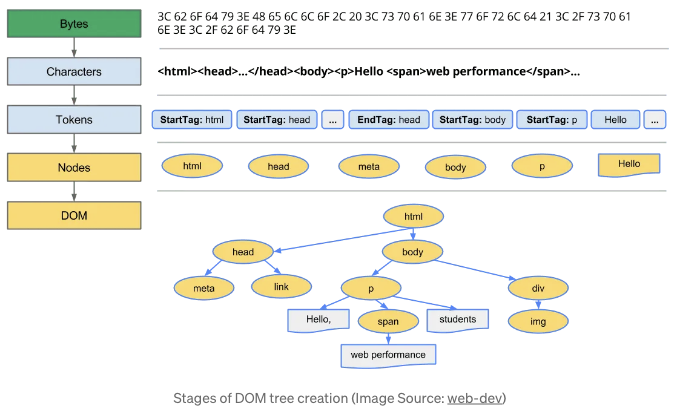 Bytes
3C 62 6F 64 79 3E 48 65 6C 6C 6F 2C 20 3C 73 70 61 6E 3E 77 6F 72 6C 64 21 3C 2F 73 70 61
6E 3E 3C 2F 62 6F 64 79 3E
Characters
<html><head>...</head><body><p>Hello <span>web performance</span>...
Tokens
StartTag: html StartTag: head ... EndTag: head StartTag: body StartTag: p Hello ...
Nodes
html head meta body p Hello
DOM
html
head body
meta link p div
Hello, span students img
web performance
Stages of DOM tree creation (Image Source: web-dev)